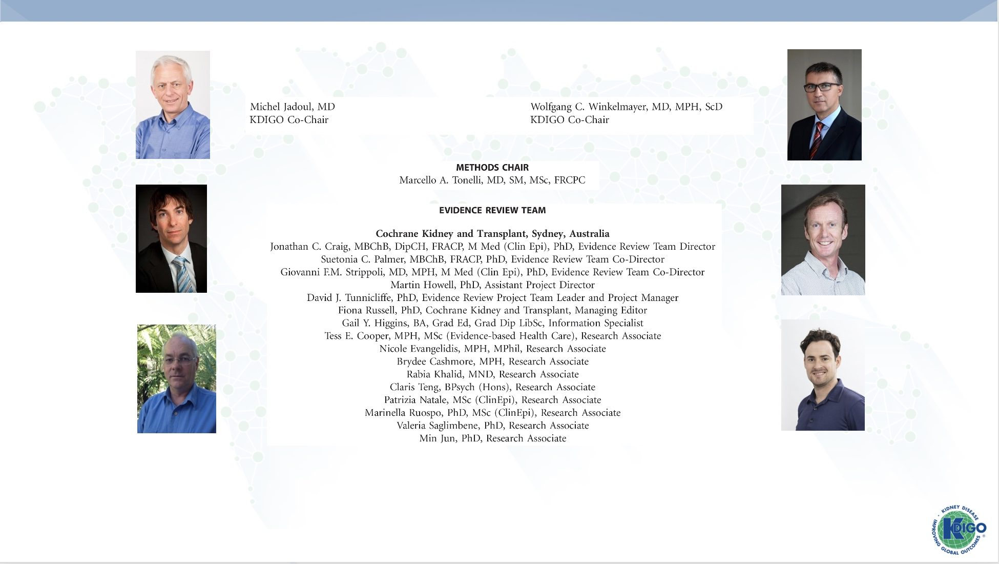 Michel Jadoul, MD
KDIGO Co-Chair
Wolfgang C. Winkelmayer, MD, MPH, ScD
KDIGO Co-Chair
METHODS CHAIR
Marcello A. Tonelli, MD, SM, MSc, FRCPC
EVIDENCE REVIEW TEAM
Cochrane Kidney and Transplant, Sydney, Australia
Jonathan C. Craig, MBChB, DipCH, FRACP, M Med (Clin Epi), PhD, Evidence Review Team Director
Suetonia C. Palmer, MBChB, FRACP, PhD, Evidence Review Team Co-Director
Giovanni F.M. Strippoli, MD, MPH, M Med (Clin Epi), PhD, Evidence Review Team Co-Director
Martin Howell, PhD, Assistant Project Director
David J. Tunnicliffe, PhD, Evidence Review Project Team Leader and Project Manager
Fiona Russell, PhD, Cochrane Kidney and Transplant, Managing Editor
Gail Y. Higgins, BA, Grad Ed, Grad Dip LibSc, Information Specialist
Tess E. Cooper, MPH, MSc (Evidence-based Health Care), Research Associate
Nicole Evangelidis, MPH, MPhil, Research Associate
Brydee Cashmore, MPH, Research Associate
Rabia Khalid, MND, Research Associate
Claris Teng, BPsych (Hons), Research Associate
Patrizia Natale, MSc (ClinEpi), Research Associate
Marinella Ruospo, PhD, MSc (ClinEpi), Research Associate
Valeria Saglimbene, PhD, Research Associate
Min Jun, PhD, Research Associate
KIDNEY DISEASE
KDIGO ®
IMPROVING GLOBAL OUTCOMES